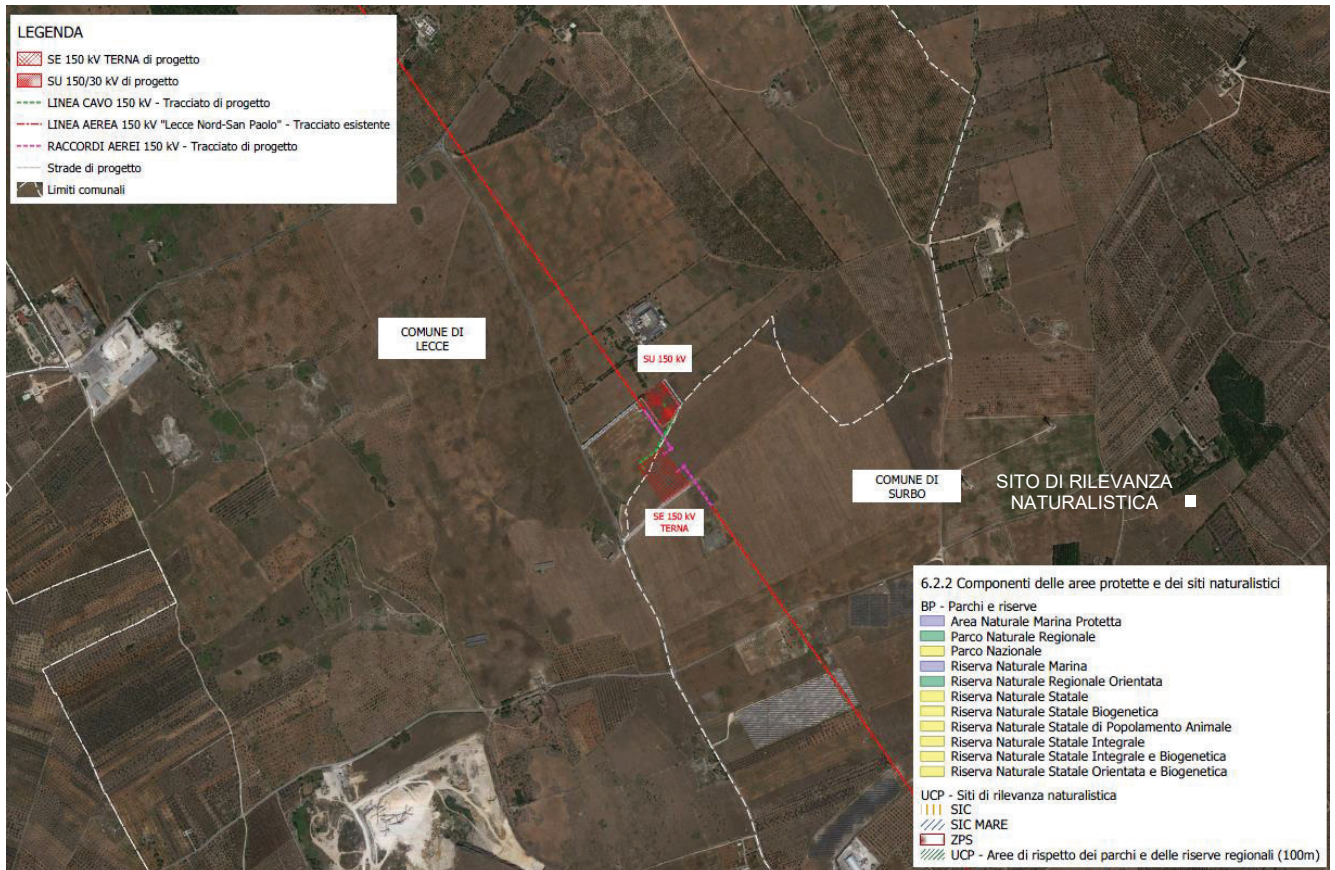 LEGENDA
SE 150 kV TERNA di progetto
SU 150/30 kV di progetto
LINEA CAVO 150 kV - Tracciato di progetto
LINEA AEREA 150 kV "Lecce Nord-San Paolo" - Tracciato esistente
RACCORDI AEREI 150 kV - Tracciato di progetto
Strade di progetto
Limiti comunali
COMUNE DI
LECCE
SU 150 kV
COMUNE DI
SURBO
SITO DI RILEVANZA
NATURALISTICA
SE 150 kV
TERNA
6.2.2 Componenti delle aree protette e dei siti naturalistici
BP - Parchi e riserve
Area Naturale Marina Protetta
Parco Naturale Regionale
Parco Nazionale
Riserva Naturale Marina
Riserva Naturale Regionale Orientata
Riserva Naturale Statale
Riserva Naturale Statale Biogenetica
Riserva Naturale Statale di Popolamento Animale
Riserva Naturale Statale Integrale
Riserva Naturale Statale Integrale e Biogenetica
Riserva Naturale Statale Orientata e Biogenetica
UCP - Siti di rilevanza naturalistica
SIC
SIC MARE
ZPS
UCP - Aree di rispetto dei parchi e delle riserve regionali (100m)